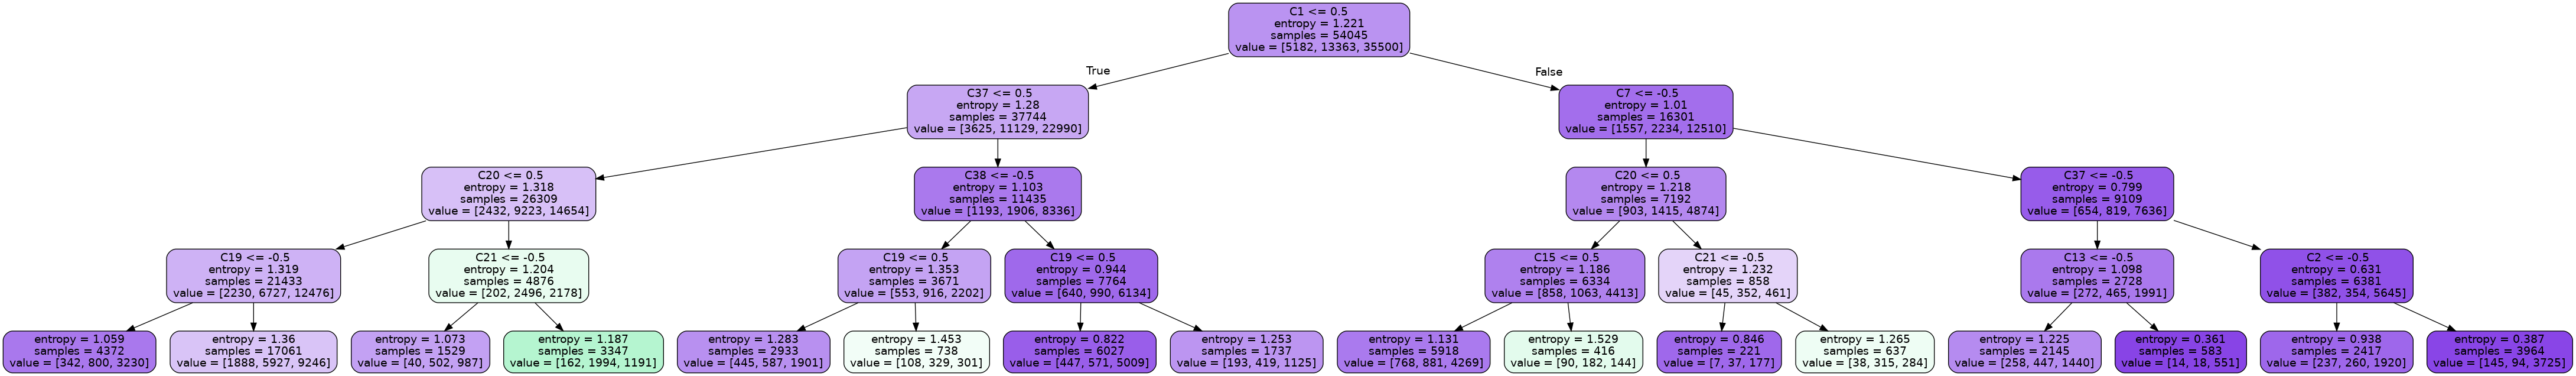 C1 <= 0.5
entropy = 1.221
samples = 54045
value = [5182, 13363, 35500]
True
False
C37 <= 0.5
entropy = 1.28
samples = 37744
value = [3625, 11129, 22990]
C7 <= -0.5
entropy = 1.01
samples = 16301
value = [1557, 2234, 12510]
C20 <= 0.5
entropy = 1.318
samples = 26309
value = [2432, 9223, 14654]
C38 <= -0.5
entropy = 1.103
samples = 11435
value = [1193, 1906, 8336]
C20 <= 0.5
entropy = 1.218
samples = 7192
value = [903, 1415, 4874]
C37 <= -0.5
entropy = 0.799
samples = 9109
value = [654, 819, 7636]
C19 <= -0.5
entropy = 1.319
samples = 21433
value = [2230, 6727, 12476]
C21 <= -0.5
entropy = 1.204
samples = 4876
value = [202, 2496, 2178]
C19 <= 0.5
entropy = 1.353
samples = 3671
value = [553, 916, 2202]
C19 <= 0.5
entropy = 0.944
samples = 7764
value = [640, 990, 6134]
C15 <= 0.5
entropy = 1.186
samples = 6334
value = [858, 1063, 4413]
C21 <= -0.5
entropy = 1.232
samples = 858
value = [45, 352, 461]
C13 <= -0.5
entropy = 1.098
samples = 2728
value = [272, 465, 1991]
C2 <= -0.5
entropy = 0.631
samples = 6381
value = [382, 354, 5645]
entropy = 1.059
samples = 4372
value = [342, 800, 3230]
entropy = 1.36
samples = 17061
value = [1888, 5927, 9246]
entropy = 1.073
samples = 1529
value = [40, 502, 987]
entropy = 1.187
samples = 3347
value = [162, 1994, 1191]
entropy = 1.283
samples = 2933
value = [445, 587, 1901]
entropy = 1.453
samples = 738
value = [108, 329, 301]
entropy = 0.822
samples = 6027
value = [447, 571, 5009]
entropy = 1.253
samples = 1737
value = [193, 419, 1125]
entropy = 1.131
samples = 5918
value = [768, 881, 4269]
entropy = 1.529
samples = 416
value = [90, 182, 144]
entropy = 0.846
samples = 221
value = [7, 37, 177]
entropy = 1.265
samples = 637
value = [38, 315, 284]
entropy = 1.225
samples = 2145
value = [258, 447, 1440]
entropy = 0.361
samples = 583
value = [14, 18, 551]
entropy = 0.938
samples = 2417
value = [237, 260, 1920]
entropy = 0.387
samples = 3964
value = [145, 94, 3725]